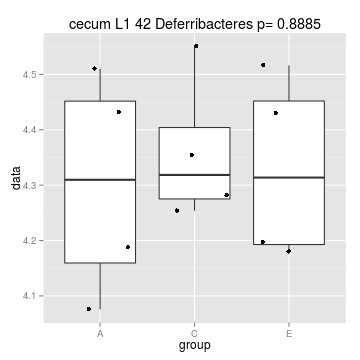 cecum L1 42 Deferribacteres p= 0.8885
data
4.5
4.4
4.3
4.2
4.1
A C E
group